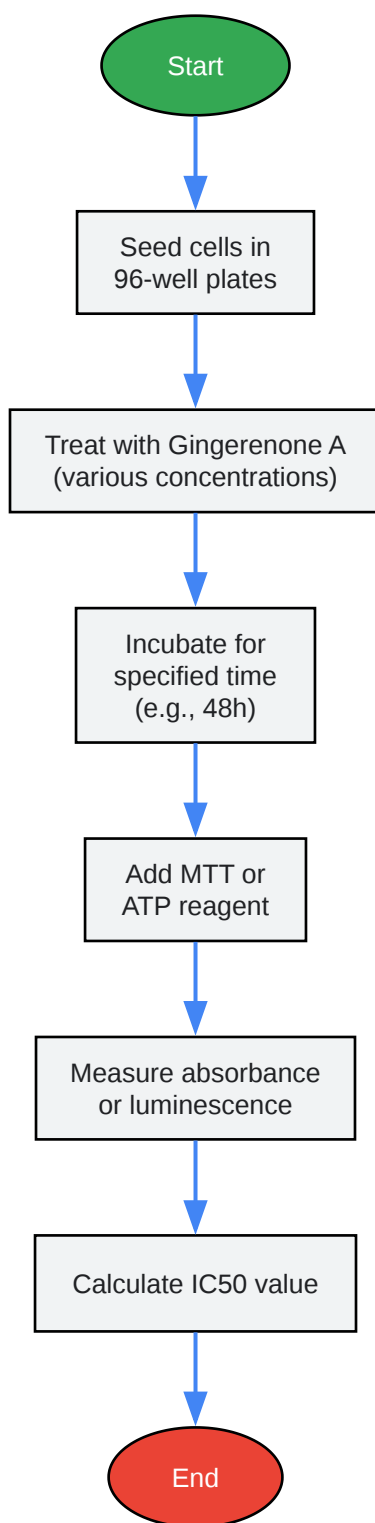 Start
Seed cells in
96-well plates
Treat with Gingerenone A
(various concentrations)
Incubate for
specified time
(e.g., 48h)
Add MTT or
ATP reagent
Measure absorbance
or luminescence
Calculate IC50 value
End